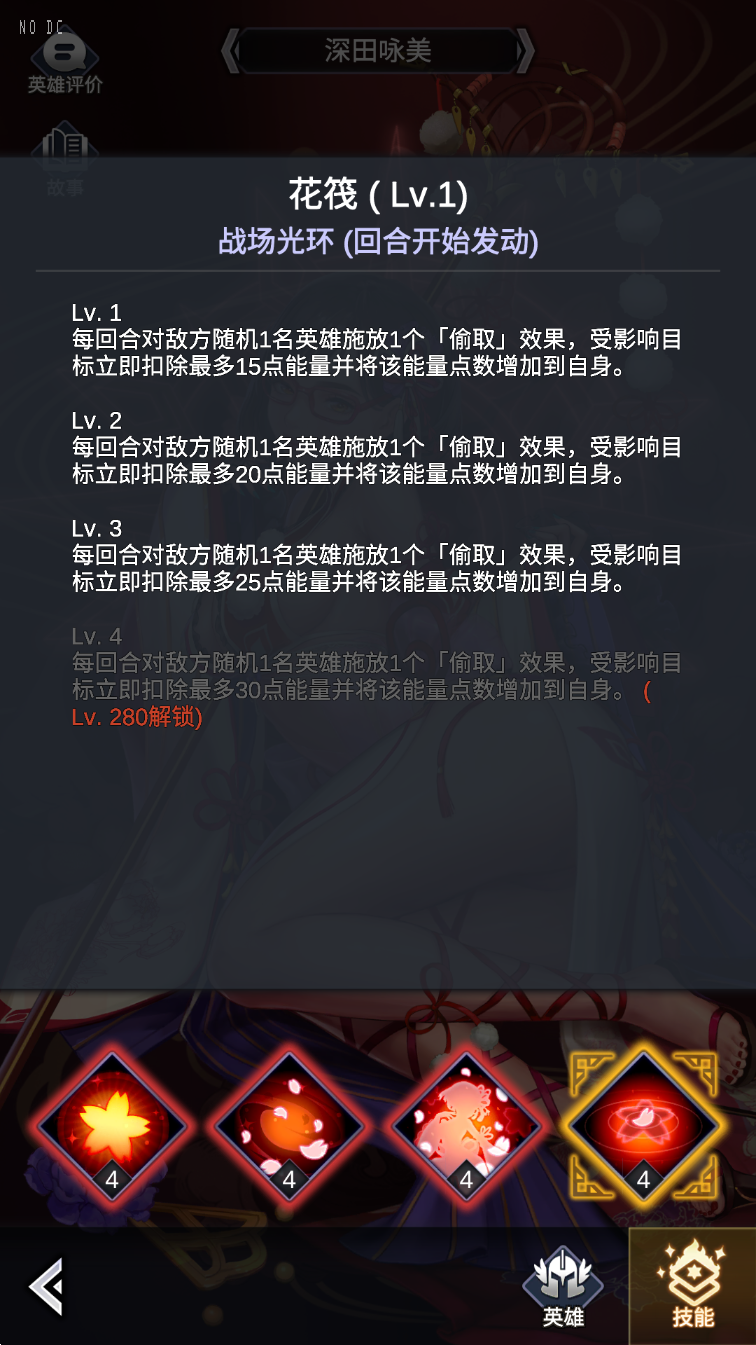 NO DC
深田咏美
英雄评价
故事
花筏 ( Lv.1)
战场光环 (回合开始发动)
Lv. 1
每回合对敌方随机1名英雄施放1个「偷取」效果，受影响目
标立即扣除最多15点能量并将该能量点数增加到自身。
Lv. 2
每回合对敌方随机1名英雄施放1个「偷取」效果，受影响目
标立即扣除最多20点能量并将该能量点数增加到自身。
Lv. 3
每回合对敌方随机1名英雄施放1个「偷取」效果，受影响目
标立即扣除最多25点能量并将该能量点数增加到自身。
Lv. 4
每回合对敌方随机1名英雄施放1个「偷取」效果，受影响目
标立即扣除最多30点能量并将该能量点数增加到自身。 (
Lv. 280解锁)
4 4 4 4
英雄 技能